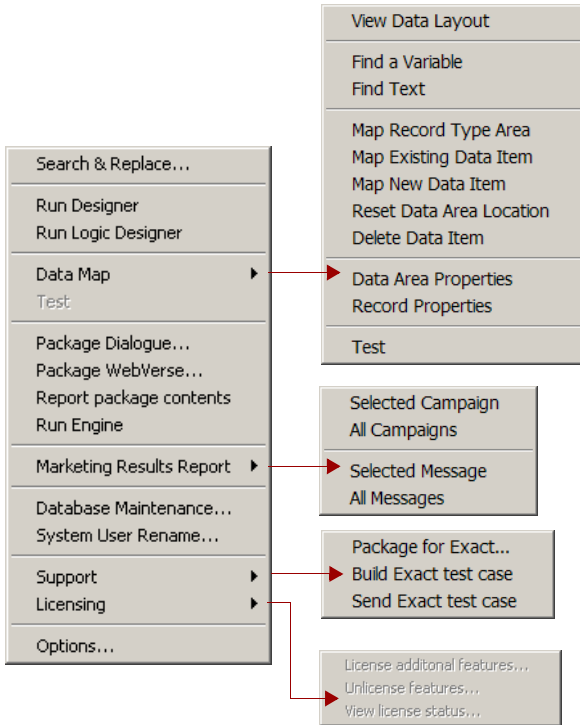 Search & Replace...
Run Designer
Run Logic Designer
Data Map
Test
Package Dialogue...
Package WebVerse...
Report package contents
Run Engine
Marketing Results Report
Database Maintenance...
System User Rename...
Support
Licensing
Options...
View Data Layout
Find a Variable
Find Text
Map Record Type Area
Map Existing Data Item
Map New Data Item
Reset Data Area Location
Delete Data Item
Data Area Properties
Record Properties
Test
Selected Campaign
All Campaigns
Selected Message
All Messages
Package for Exact...
Build Exact test case
Send Exact test case
License additonal features...
Unlicense features...
View license status...